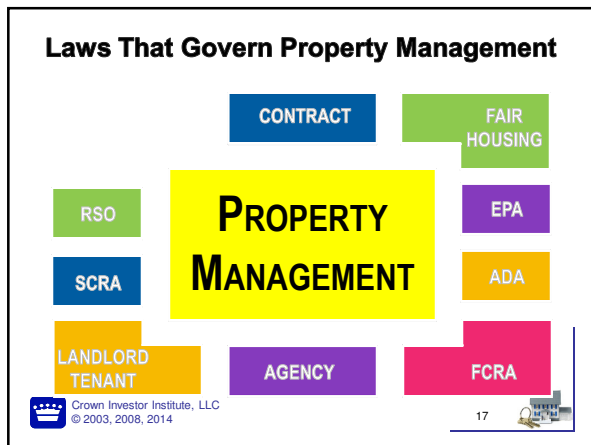 Laws That Govern Property Management
CONTRACT
FAIR
HOUSING
RSO
PROPERTY
MANAGEMENT
EPA
SCRA
ADA
LANDLORD
TENANT
AGENCY
FCRA
Crown Investor Institute, LLC
© 2003, 2008, 2014
17